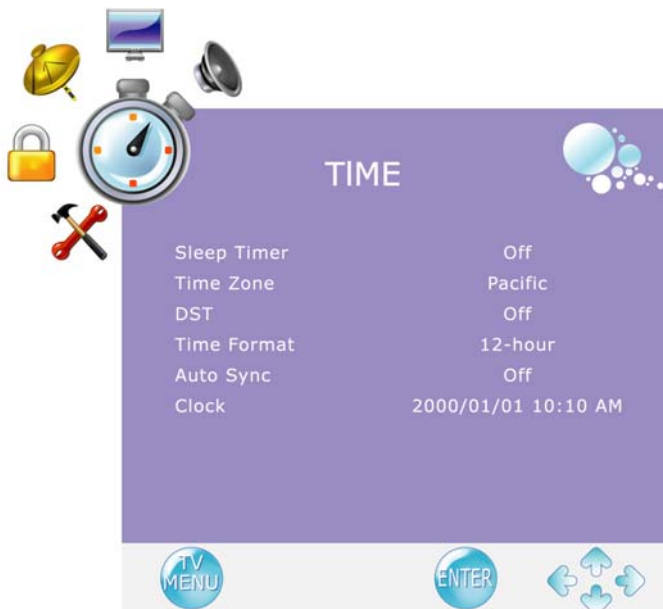 TIME
Sleep Timer Off
Time Zone Pacific
DST Off
Time Format 12-hour
Auto Sync Off
Clock 2000/01/01 10:10 AM
TV
MENU
ENTER